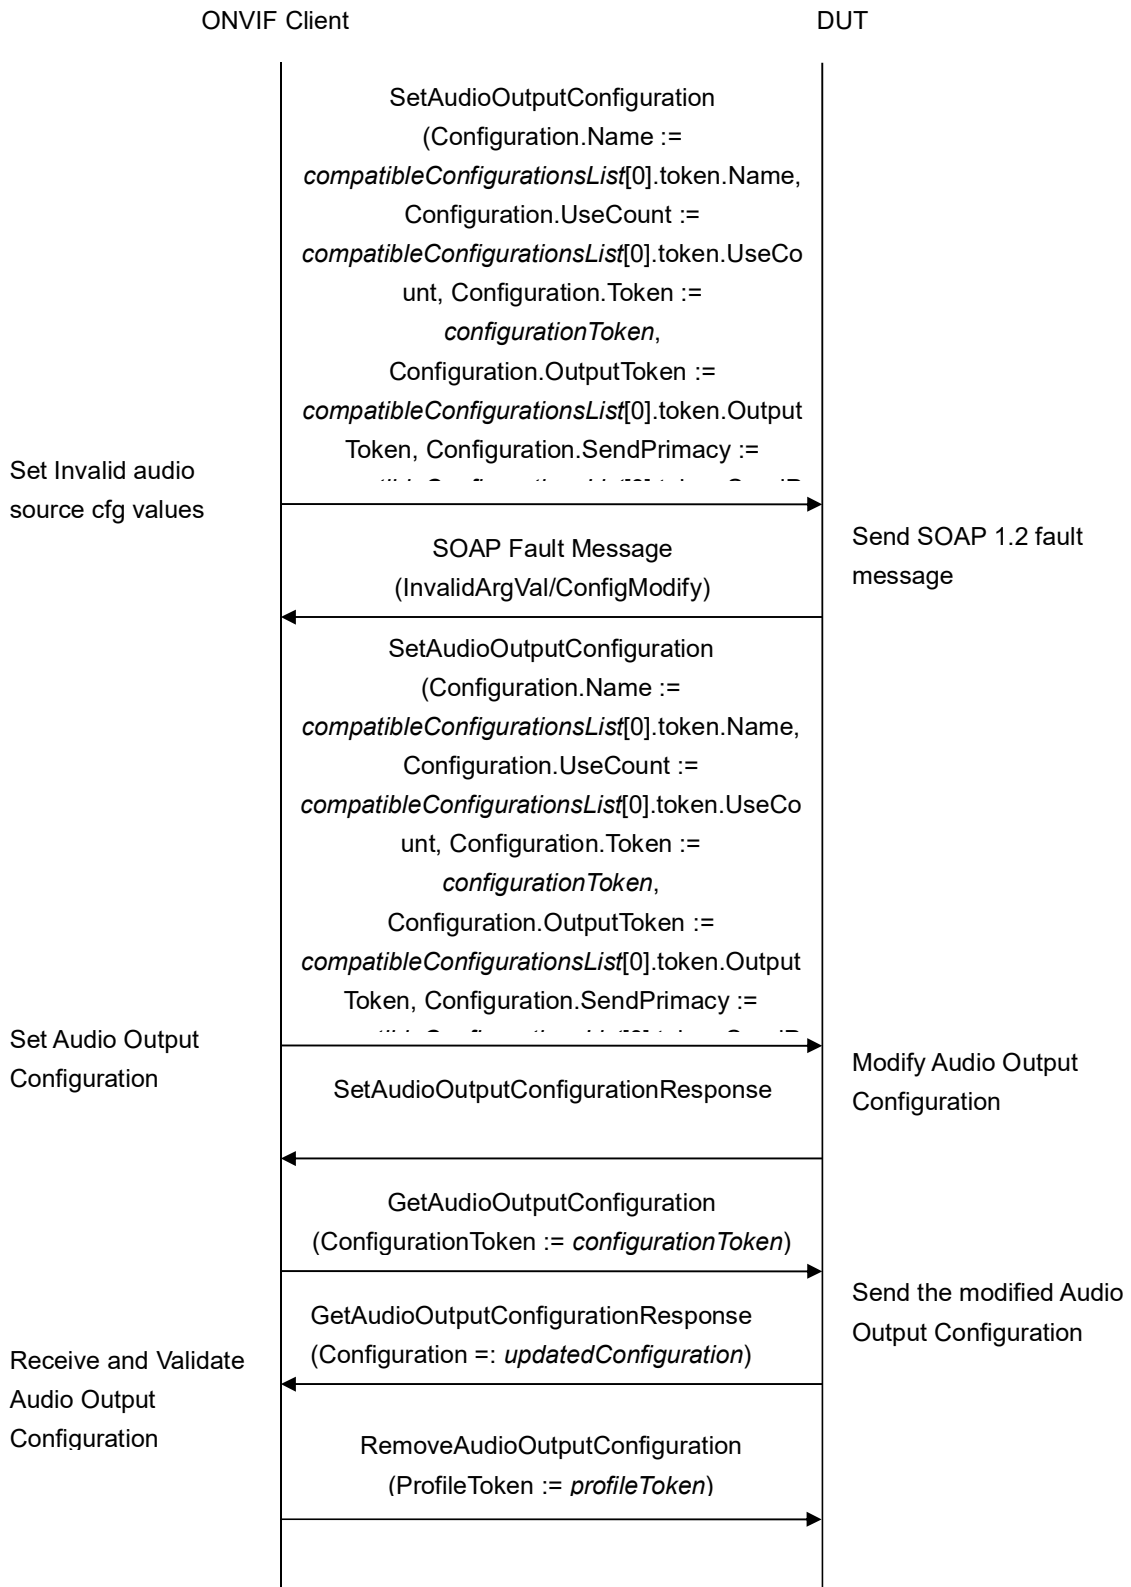 ONVIF Client
DUT
SetAudioOutputConfiguration
(Configuration.Name :=
compatibleConfigurationsList[0].token.Name,
Configuration.UseCount :=
compatibleConfigurationsList[0].token.UseCo
unt, Configuration.Token :=
configurationToken,
Configuration.OutputToken :=
compatibleConfigurationsList[0].token.Output
Token, Configuration.SendPrimacy :=
Set Invalid audio
source cfg values
SOAP Fault Message
(InvalidArgVal/ConfigModify)
Send SOAP 1.2 fault
message
SetAudioOutputConfiguration
(Configuration.Name :=
compatibleConfigurationsList[0].token.Name,
Configuration.UseCount :=
compatibleConfigurationsList[0].token.UseCo
unt, Configuration.Token :=
configurationToken,
Configuration.OutputToken :=
compatibleConfigurationsList[0].token.Output
Token, Configuration.SendPrimacy :=
Set Audio Output
Configuration
SetAudioOutputConfigurationResponse
Modify Audio Output
Configuration
GetAudioOutputConfiguration
(ConfigurationToken := configurationToken)
Send the modified Audio
Output Configuration
GetAudioOutputConfigurationResponse
(Configuration =: updatedConfiguration)
Receive and Validate
Audio Output
Configuration
RemoveAudioOutputConfiguration
(ProfileToken := profileToken)